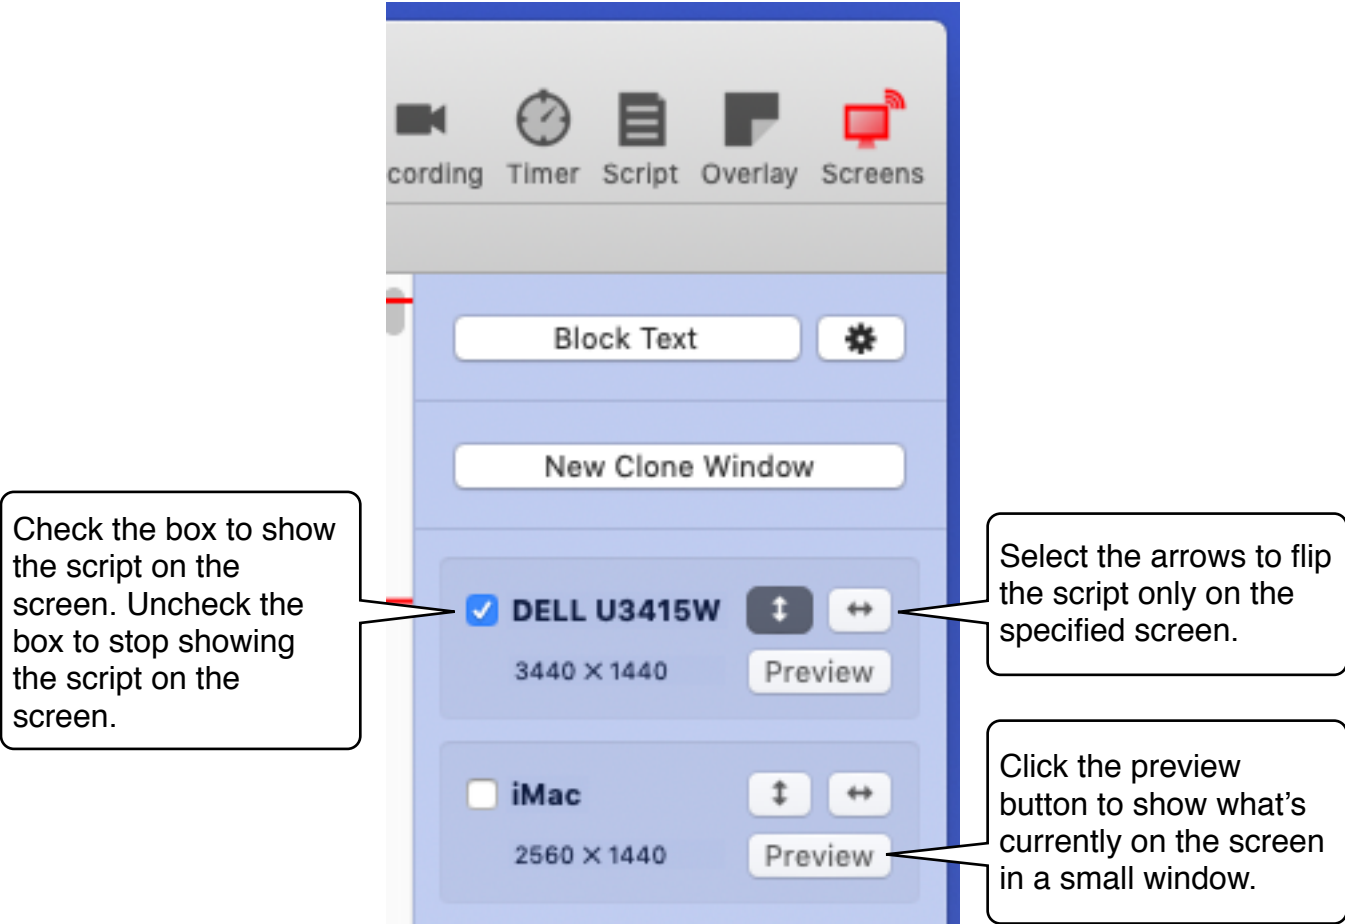 cording Timer Script Overlay Screens
Block Text
New Clone Window
Check the box to show
the script on the
screen. Uncheck the
box to stop showing
the script on the
screen.
DELL U3415W
3440 × 1440
Preview
Select the arrows to flip
the script only on the
specified screen.
iMac
2560 × 1440
Preview
Click the preview
button to show what’s
currently on the screen
in a small window.